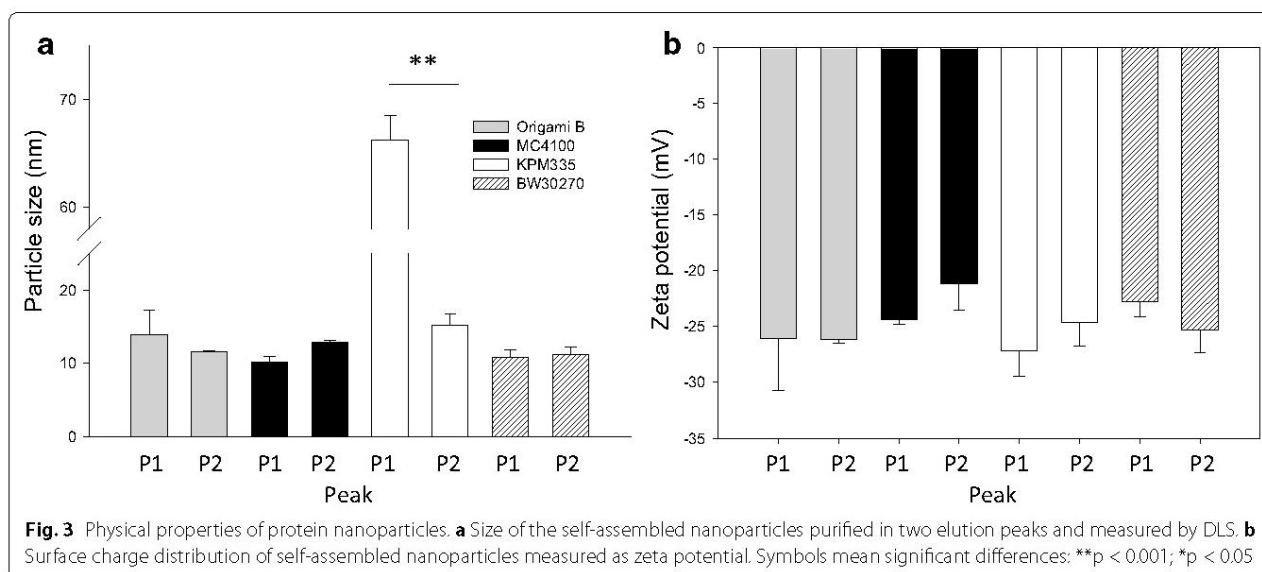 a
**
70
60
20
10
0
Particle size (nm)
Origami B
MC4100
KPM335
BW30270
P1 P2 P1 P2 P1 P2 P1 P2
Peak
b
0
-5
-10
-15
-20
-25
-30
-35
Zeta potential (mV)
P1 P2 P1 P2 P1 P2 P1 P2
Peak
Fig. 3 Physical properties of protein nanoparticles. a Size of the self-assembled nanoparticles purified in two elution peaks and measured by DLS. b
Surface charge distribution of self-assembled nanoparticles measured as zeta potential. Symbols mean significant differences: **p < 0.001; *p < 0.05